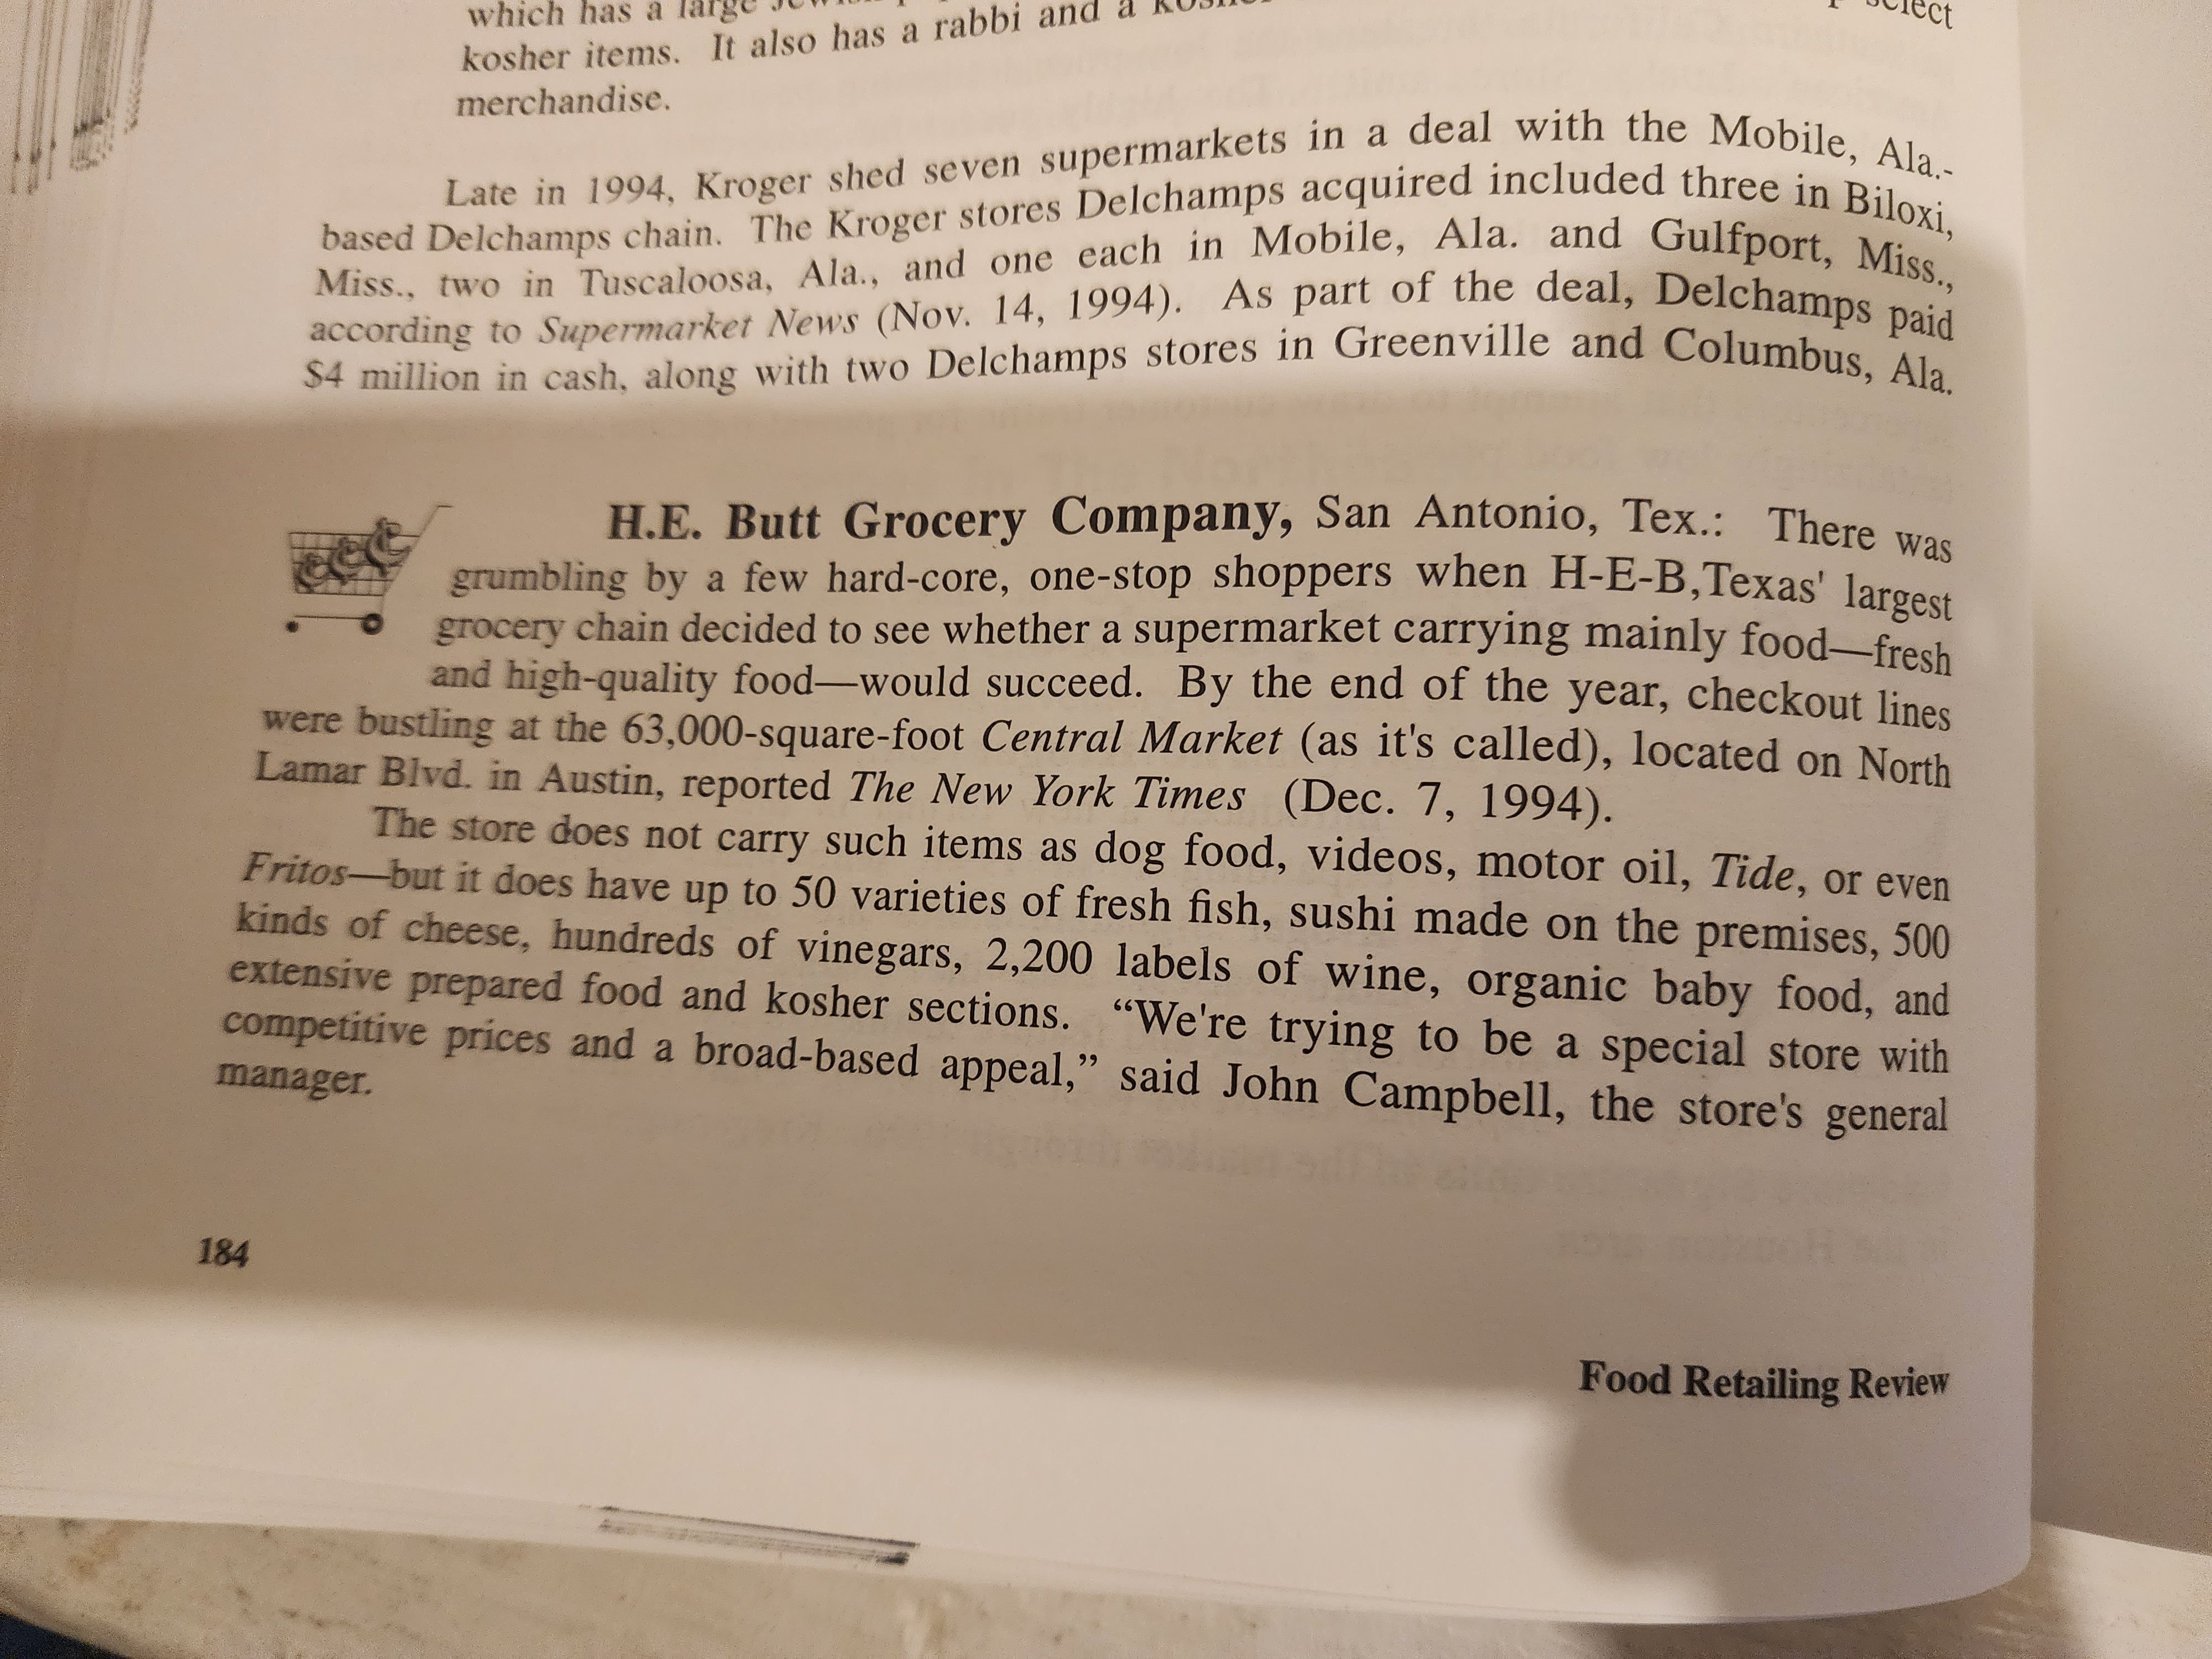 which has a large
kosher items. It also has a rabbi and a select
merchandise.
Late in 1994, Kroger shed seven supermarkets in a deal with the Mobile, Ala.-
based Delchamps chain. The Kroger stores Delchamps acquired included three in Biloxi,
Miss., two in Tuscaloosa, Ala., and one each in Mobile, Ala. and Gulfport, Miss.,
according to Supermarket News (Nov. 14, 1994). As part of the deal, Delchamps paid
$4 million in cash, along with two Delchamps stores in Greenville and Columbus, Ala.
H.E. Butt Grocery Company, San Antonio, Tex.: There was
grumbling by a few hard-core, one-stop shoppers when H-E-B,Texas' largest
grocery chain decided to see whether a supermarket carrying mainly food—fresh
and high-quality food—would succeed. By the end of the year, checkout lines
were bustling at the 63,000-square-foot Central Market (as it's called), located on North
Lamar Blvd. in Austin, reported The New York Times (Dec. 7, 1994).
The store does not carry such items as dog food, videos, motor oil, Tide, or even
Fritos—but it does have up to 50 varieties of fresh fish, sushi made on the premises, 500
kinds of cheese, hundreds of vinegars, 2,200 labels of wine, organic baby food, and
extensive prepared food and kosher sections. “We're trying to be a special store with
competitive prices and a broad-based appeal,” said John Campbell, the store's general
manager.
184
Food Retailing Review